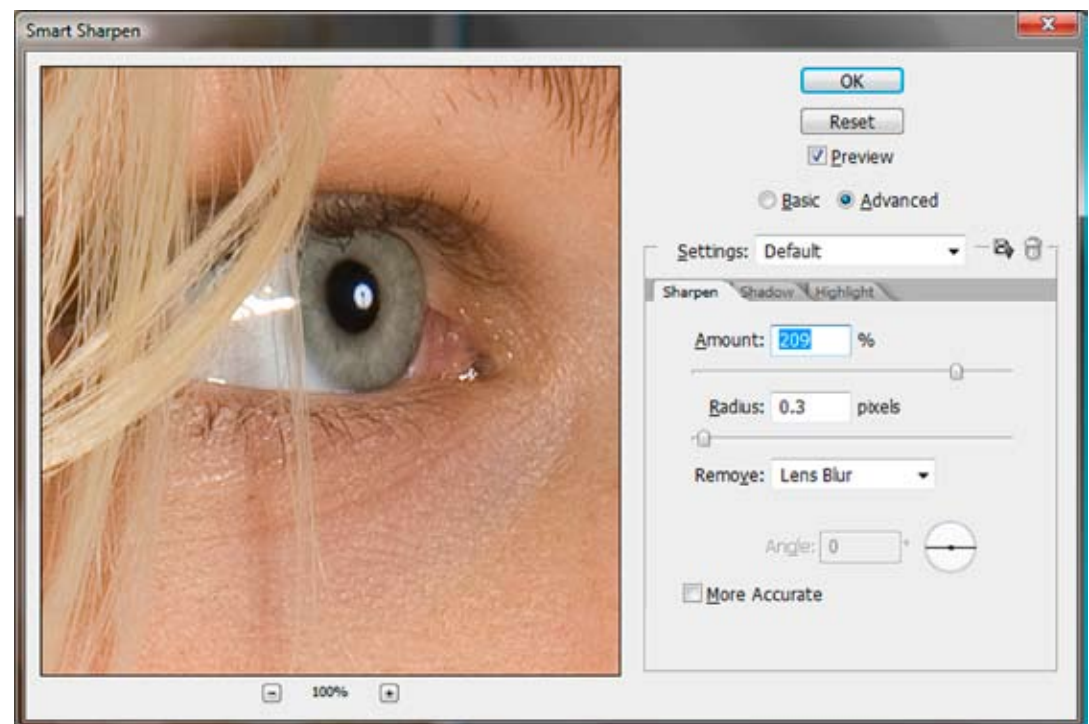 Smart Sharpen
X
OK
Reset
Preview
Basic Advanced
Settings: Default
Sharpen Shadow Highlight
Amount: 209 %
Radius: 0.3 pixels
Remove: Lens Blur
Angle: 0 °
More Accurate
- 100% +